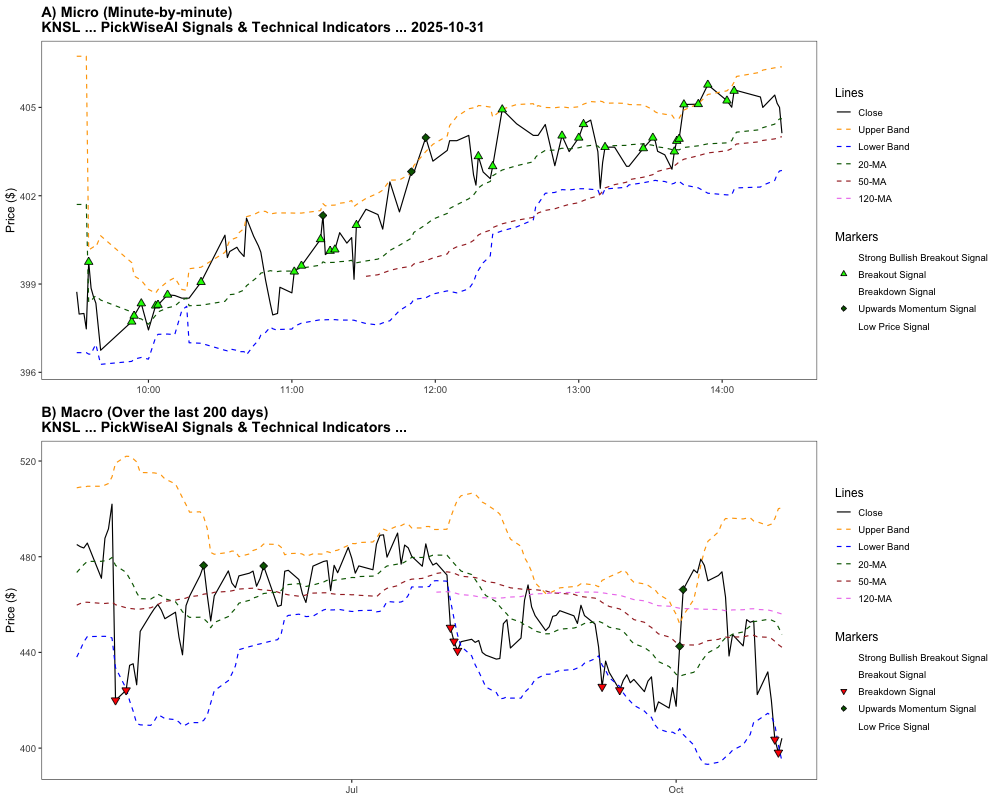 A) Micro (Minute-by-minute)
KNSL ... PickWiseAI Signals & Technical Indicators ... 2025-10-31
Price ($)
405
402
399
396
10:00
11:00
12:00
13:00
14:00
Lines
Close
Upper Band
Lower Band
20-MA
50-MA
120-MA
Markers
Strong Bullish Breakout Signal
Breakout Signal
Breakdown Signal
Upwards Momentum Signal
Low Price Signal
B) Macro (Over the last 200 days)
KNSL ... PickWiseAI Signals & Technical Indicators ...
Price ($)
520
480
440
400
Jul
Oct
Lines
Close
Upper Band
Lower Band
20-MA
50-MA
120-MA
Markers
Strong Bullish Breakout Signal
Breakout Signal
Breakdown Signal
Upwards Momentum Signal
Low Price Signal